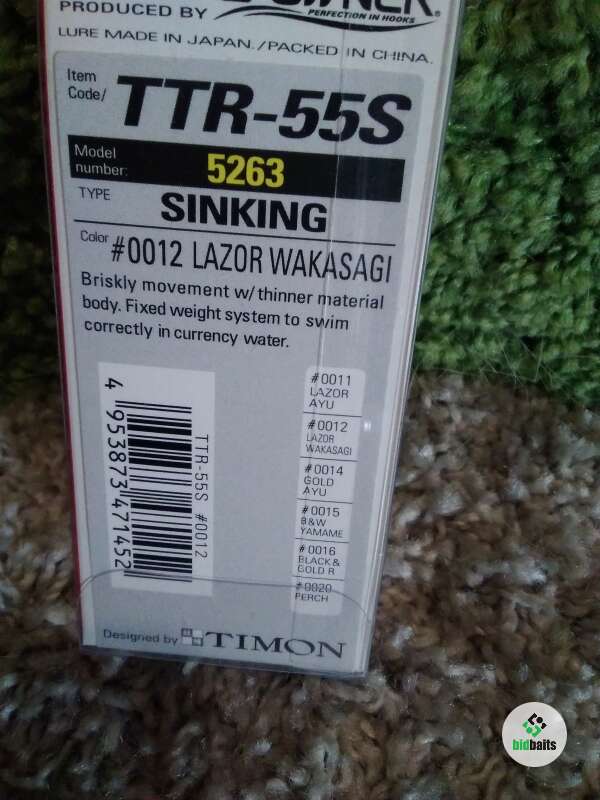 PRODUCED BY OWNER
PERFECTION IN HOOKS
LURE MADE IN JAPAN./PACKED IN CHINA.
Item
Code/ TTR-55S
Model
number: 5263
TYPE
SINKING
Color #0012 LAZOR WAKASAGI
Briskly movement w/ thinner material
body. Fixed weight system to swim
correctly in currency water.
4 953873 471452
TTR-55S #0012
#0011
LAZOR
AYU
#0012
LAZOR
WAKASAGI
#0014
GOLD
AYU
#0015
B&W
YAMAME
#0016
BLACK&
GOLD R
#0020
PERCH
Designed by TIMON
bidbaits